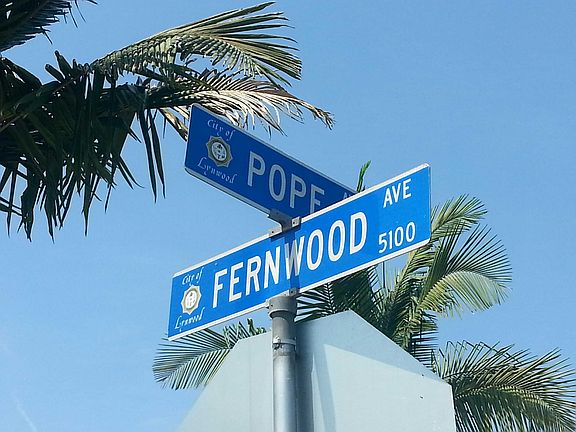 City of
Lynwood
POPE
City of
Lynwood
FERNWOOD AVE
5100